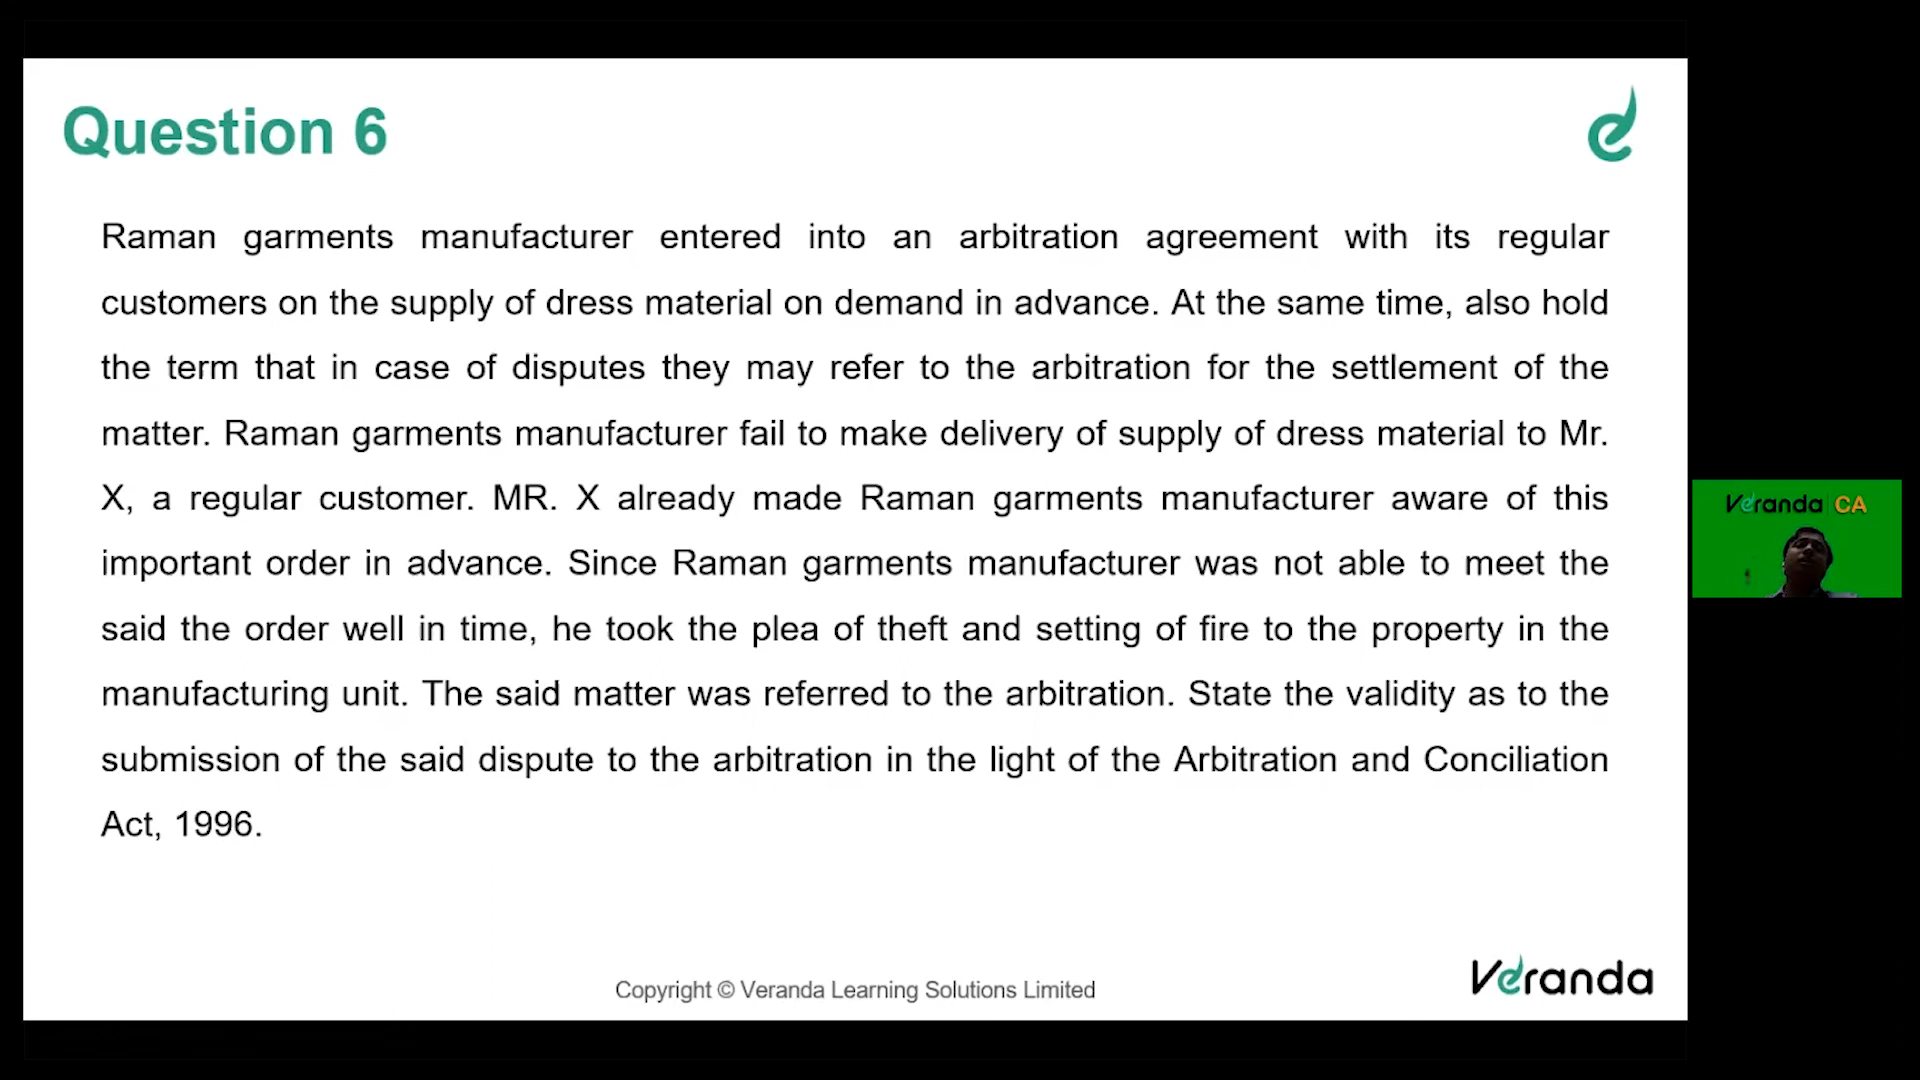 Question 6
Raman garments manufacturer entered into an arbitration agreement with its regular
customers on the supply of dress material on demand in advance. At the same time, also hold
the term that in case of disputes they may refer to the arbitration for the settlement of the
matter. Raman garments manufacturer fail to make delivery of supply of dress material to Mr.
X, a regular customer. MR. X already made Raman garments manufacturer aware of this
important order in advance. Since Raman garments manufacturer was not able to meet the
said the order well in time, he took the plea of theft and setting of fire to the property in the
manufacturing unit. The said matter was referred to the arbitration. State the validity as to the
submission of the said dispute to the arbitration in the light of the Arbitration and Conciliation
Act, 1996.
Veranda CA
Copyright © Veranda Learning Solutions Limited
Veranda